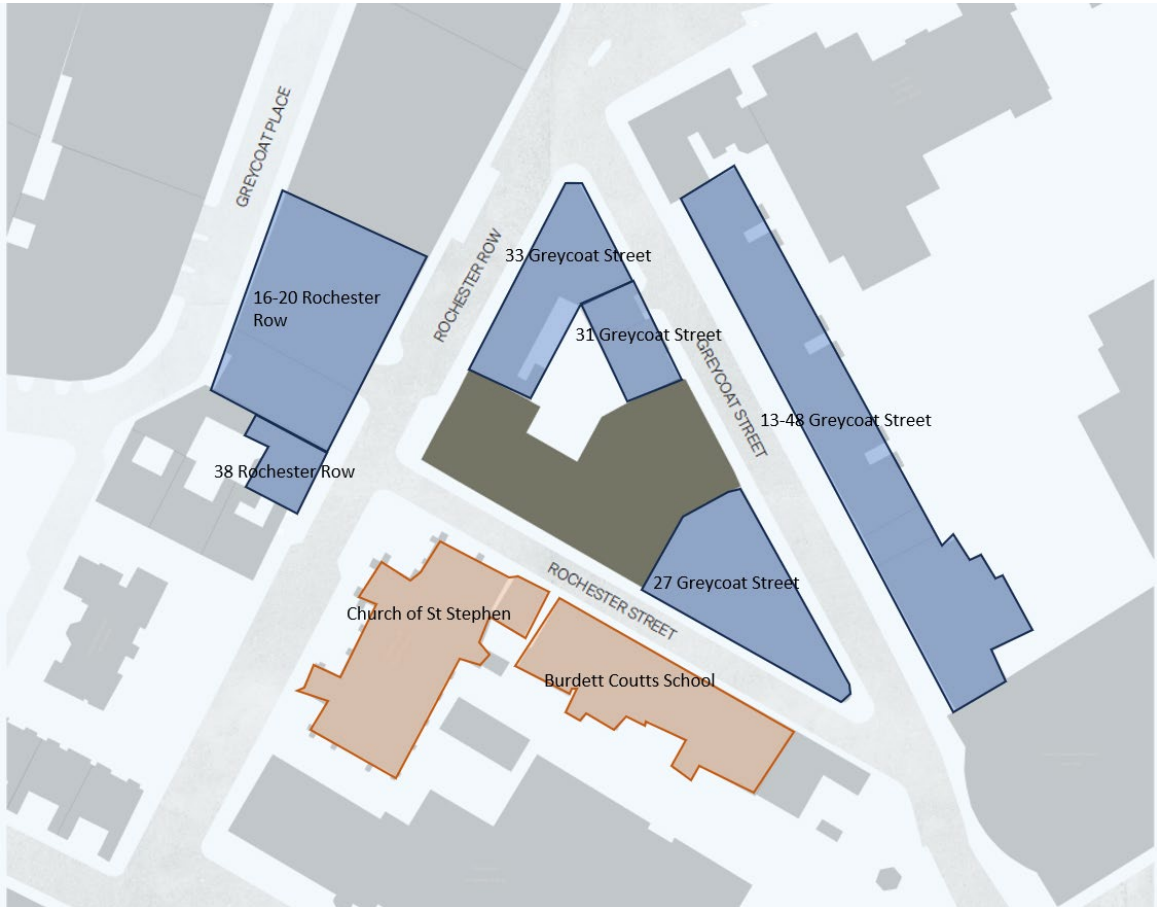 GREYCOAT PLACE
33 Greycoat Street
16-20 Rochester
Row
ROCHESTER ROW
31 Greycoat Street
GREYCOAT STREET
13-48 Greycoat Street
38 Rochester Row
ROCHESTER STREET
27 Greycoat Street
Church of St Stephen
Burdett Coutts School